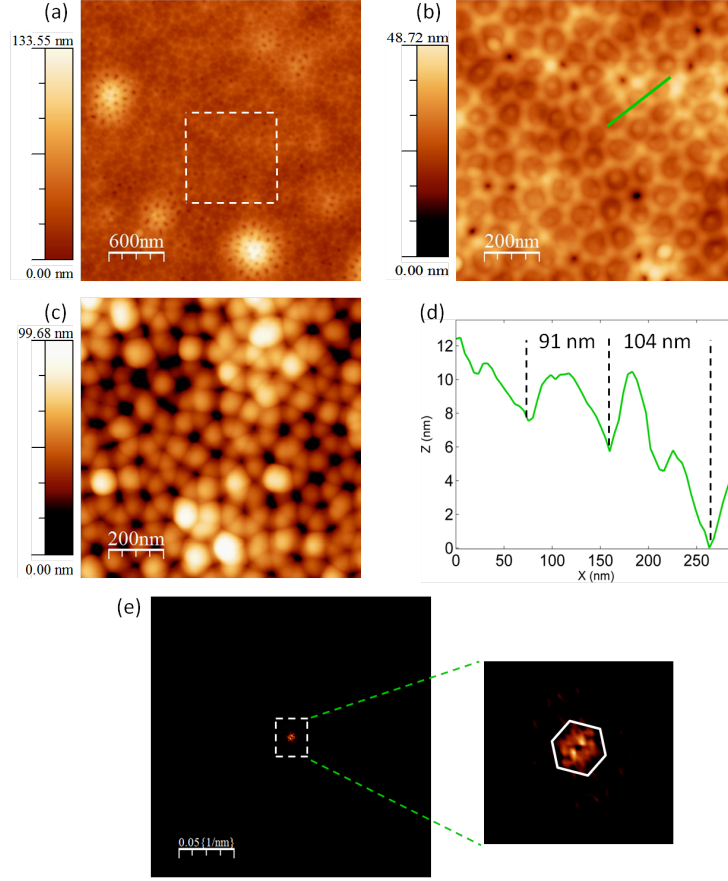 (a)
133.55 nm
0.00 nm
600nm
(b)
48.72 nm
0.00 nm
200nm
(c)
99.68 nm
0.00 nm
200nm
(d)
91 nm
104 nm
Z (nm)
12
10
8
6
4
2
0
0
50
100
150
200
250
X (nm)
(e)
0.05{1/nm}